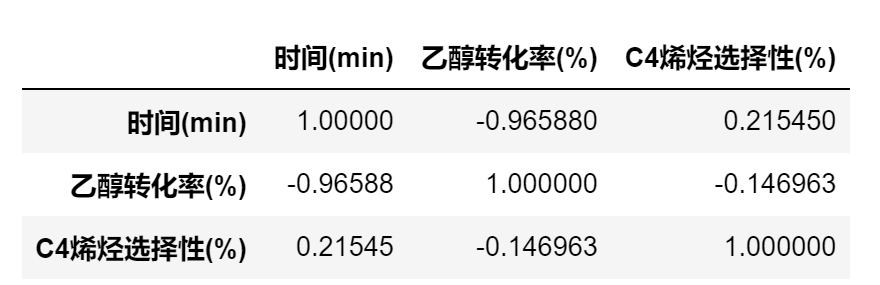 时间(min) 乙醇转化率(%) C4烯烃选择性(%)
时间(min) 1.00000 -0.965880 0.215450
乙醇转化率(%) -0.96588 1.000000 -0.146963
C4烯烃选择性(%) 0.21545 -0.146963 1.000000